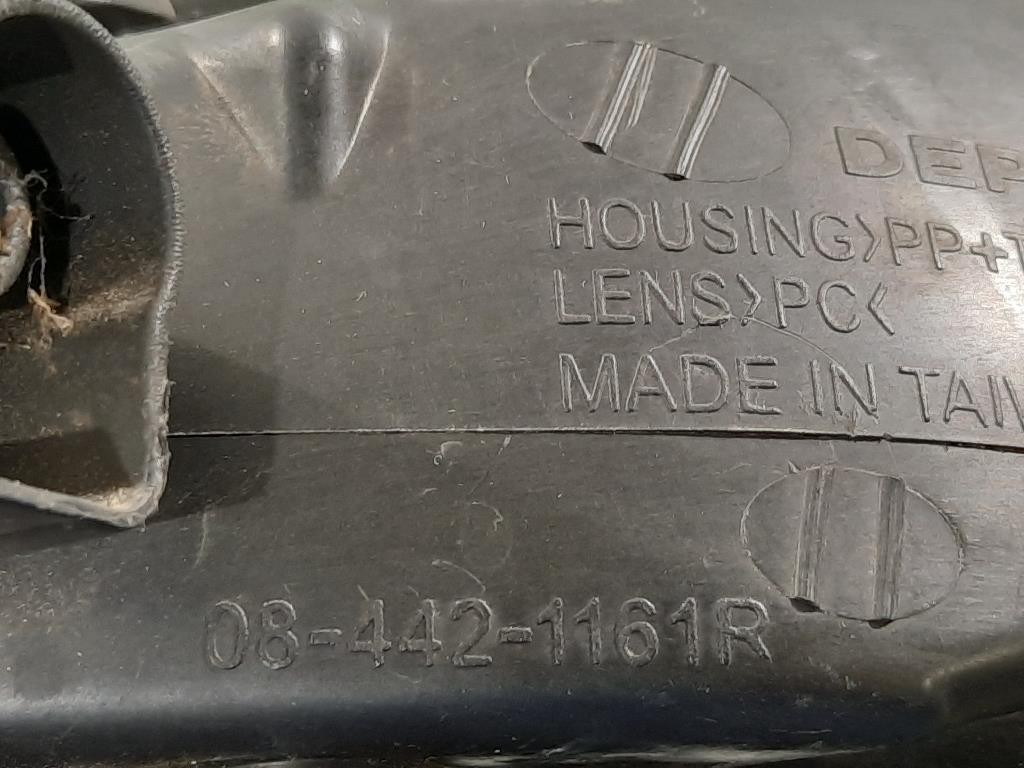 DEP
HOUSING>PP+T
LENS>PC<
MADE IN TAIW
08-442-1161R